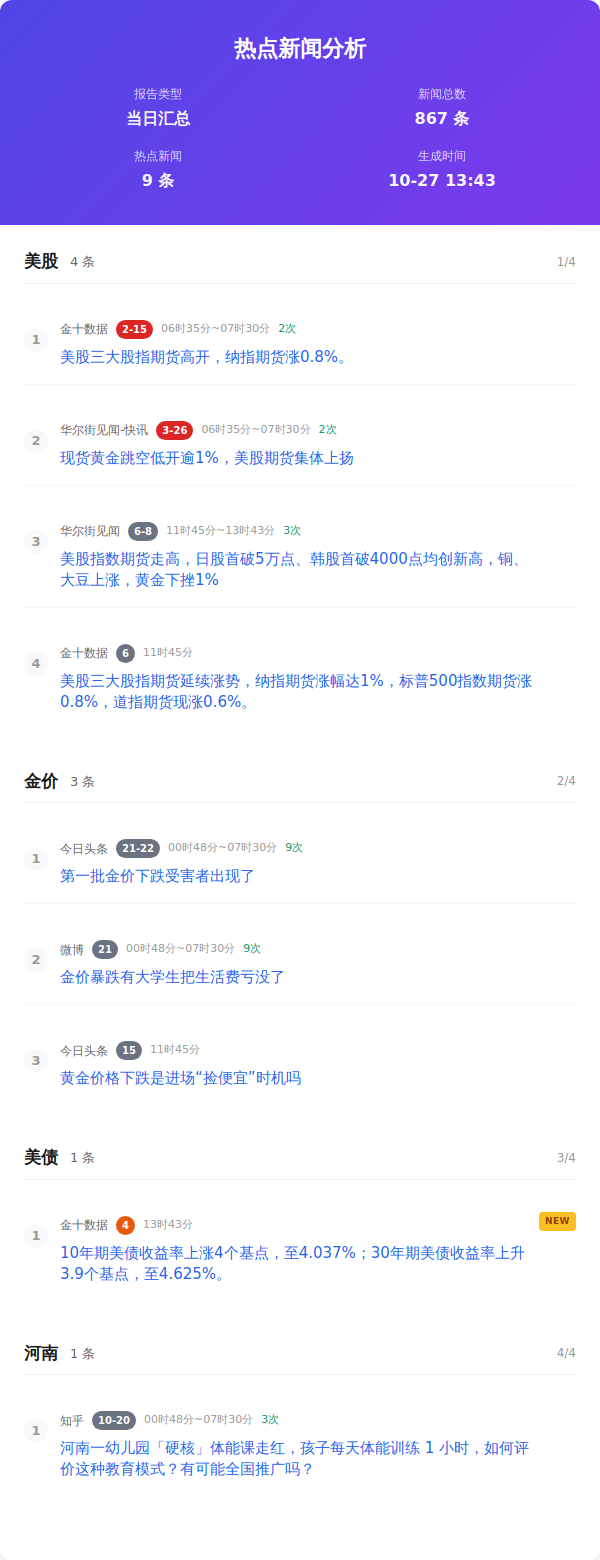 热点新闻分析
报告类型
当日汇总
新闻总数
867 条
热点新闻
9 条
生成时间
10-27 13:43
美股 4 条 1/4
1
金十数据 2-15 06时35分~07时30分 2次
美股三大股指期货高开，纳指期货涨0.8%。
2
华尔街见闻-快讯 3-26 06时35分~07时30分 2次
现货黄金跳空低开逾1%，美股期货集体上扬
3
华尔街见闻 6-8 11时45分~13时43分 3次
美股指数期货走高，日股首破5万点、韩股首破4000点均创新高，铜、
大豆上涨，黄金下挫1%
4
金十数据 6 11时45分
美股三大股指期货延续涨势，纳指期货涨幅达1%，标普500指数期货涨
0.8%，道指期货现涨0.6%。
金价 3 条 2/4
1
今日头条 21-22 00时48分~07时30分 9次
第一批金价下跌受害者出现了
2
微博 21 00时48分~07时30分 9次
金价暴跌有大学生把生活费亏没了
3
今日头条 15 11时45分
黄金价格下跌是进场“捡便宜”时机吗
美债 1 条 3/4
1
金十数据 4 13时43分 NEW
10年期美债收益率上涨4个基点，至4.037%；30年期美债收益率上升
3.9个基点，至4.625%。
河南 1 条 4/4
1
知乎 10-20 00时48分~07时30分 3次
河南一幼儿园「硬核」体能课走红，孩子每天体能训练 1 小时，如何评
价这种教育模式？有可能全国推广吗？